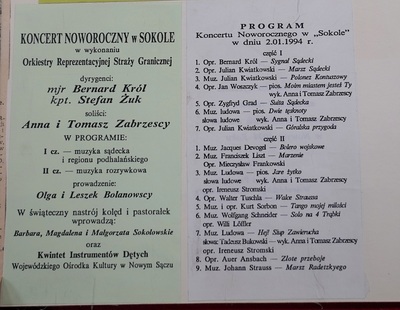 KONCERT NOWOROCZNY w SOKOLE
w wykonaniu
Orkiestry Reprezentacyjnej Straży Granicznej
dyrygenci:
mjr Bernard Król
kpt. Stefan Żuk
soliści:
Anna i Tomasz Zabrzescy
W PROGRAMIE:
I cz. — muzyka sądecka
i regionu podhalańskiego
II cz. — muzyka rozrywkowa
prowadzenie:
Olga i Leszek Bolanowscy
W świąteczny nastrój kolęd i pastorałek
wprowadzą:
Barbara, Magdalena i Małgorzata Sokołowskie
oraz
Kwintet Instrumentów Dętych
Wojewódzkiego Ośrodka Kultury w Nowym Sączu
PROGRAM
Koncertu Noworocznego w „Sokole"
w dniu 2.01.1994 r.
część I
1. Opr. Bernard Król — Sygnał Sądecki
2. Opr. Julian Kwiatkowski — Marsz Sądecki
3. Muz. Julian Kwiatkowski — Polonez Kontuszowy
4. Opr. Jan Woszczyk — pios. Moim miastem jesteś Ty
wyk. Anna i Tomasz Zabrzescy
5. Opr. Zygfryd Grad — Suita Sądecka
6. Muz. Ludowa — pios. Dwie tęsknoty
słowa ludowe wyk. Anna i Tomasz Zabrzescy
7. Opr. Julian Kwiatkowski — Góralska przygoda
część II
1. Muz. Jacques Devogel — Bolero wojskowe
2. Muz. Franciszek Liszt — Marzenie
Opr. Mieczysław Frankowski
3. Muz. Ludowa — pios. Jare żytko
słowa ludowe wyk. Anna i Tomasz Zabrzescy
opr. Ireneusz Stromski
4. Opr. Walter Tuschla — Walce Straussa
5. Muz. i opr. Kurt Sorbon — Tango mojej miłości
6. Muz. Wolfgang Schneider — Solo na 4 Trąbki
opr. Willi Löffler
7. Muz. Ludowa — Hej! Słup Zawierucha
słowa: Tadeusz Bukowski — wyk. Anna i Tomasz Zabrzescy
opr. Ireneusz Stromski
8. Opr. Auer Ansbach — Złote przeboje
9. Muz. Johann Strauss — Marsz Radetzkyego